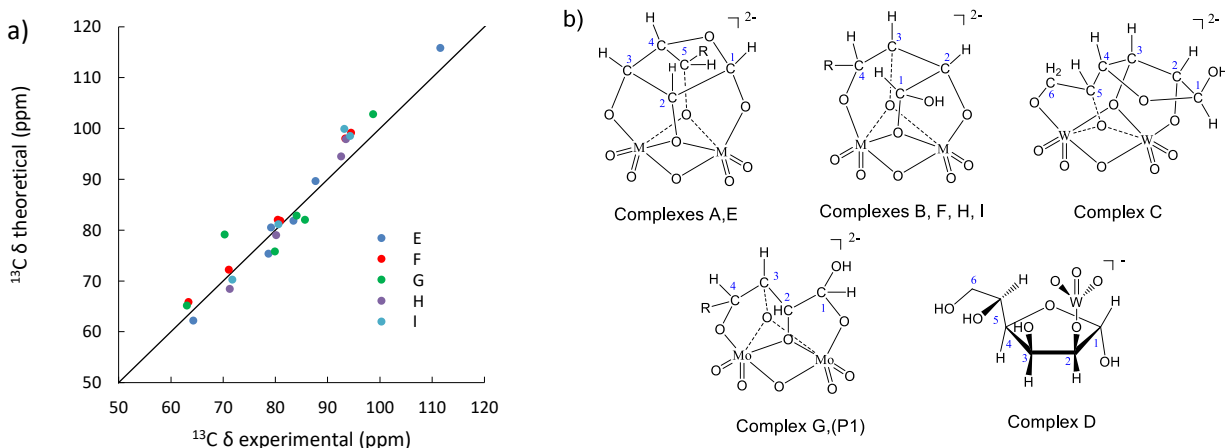 a)
¹³C δ theoretical (ppm)
120
110
100
90
80
70
60
50
50 60 70 80 90 100 110 120
¹³C δ experimental (ppm)
E
F
G
H
I
b)
H
O
2-
H 4 C
5 R
H
3 C
H C H
C 1
2 C
O O
O
O
M M
O
O O O O
Complexes A,E
H
3
2-
H C
H
R C 4
H 1 C 2
C OH
O O O
O
M M
O
O O O O
Complexes B, F, H, I
H H 3
2-
H₂ H C 4 C 2 H
C C 5 C OH
6 O C 1
O O O H
O
W W
O
O O O O
Complex C
H
2-
3
H 4 C OH
C 2 C H
R HC 1
O O O
O
Mo Mo
O
O O O O
Complex G,(P1)
-
6 O
H O W O
O O
HO 5 HO H
4 1
H 3 2
H H OH
Complex D